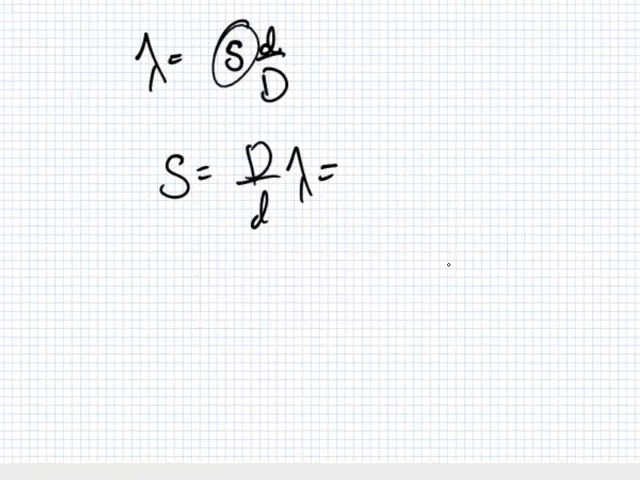 λ = S d/D
S = D/d λ =